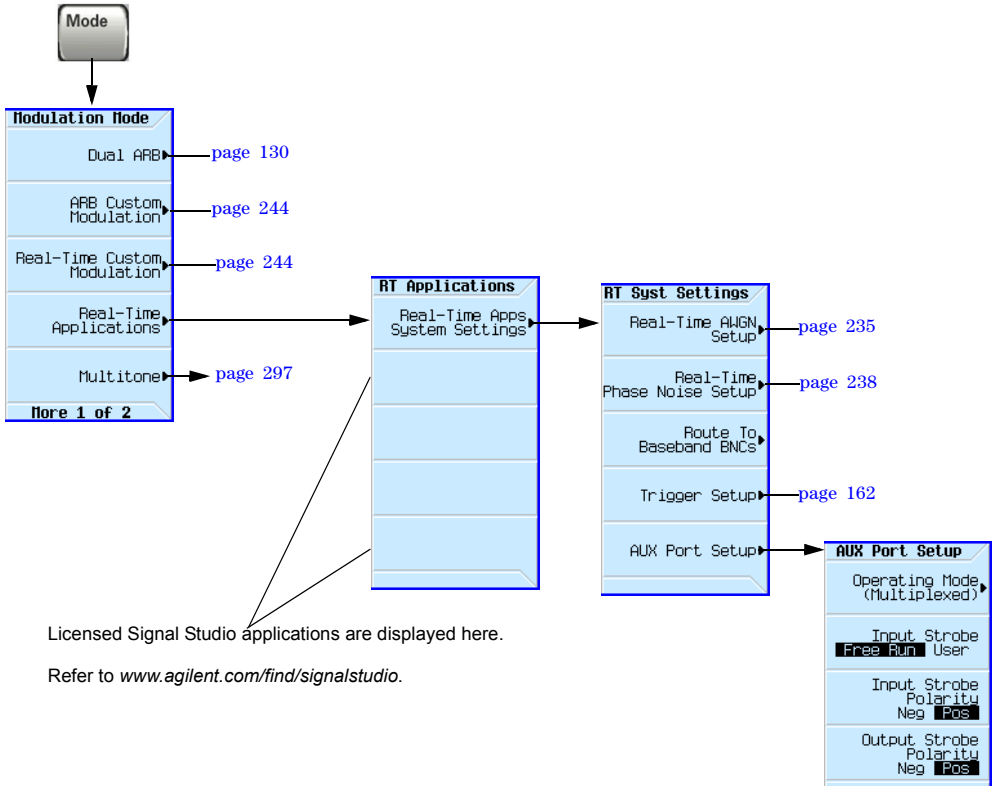 Mode
Modulation Mode
Dual ARB
page 130
ARB Custom
Modulation
page 244
Real-Time Custom
Modulation
page 244
Real-Time
Applications
Multitone
page 297
More 1 of 2
RT Applications
Real-Time Apps
System Settings
RT Syst Settings
Real-Time AWGN
Setup
page 235
Real-Time
Phase Noise Setup
page 238
Route To
Baseband BNCs
Trigger Setup
page 162
AUX Port Setup
AUX Port Setup
Operating Mode
(Multiplexed)
Input Strobe
Free Run User
Input Strobe
Polarity
Neg Pos
Output Strobe
Polarity
Neg Pos
Licensed Signal Studio applications are displayed here.
Refer to www.agilent.com/find/signalstudio.